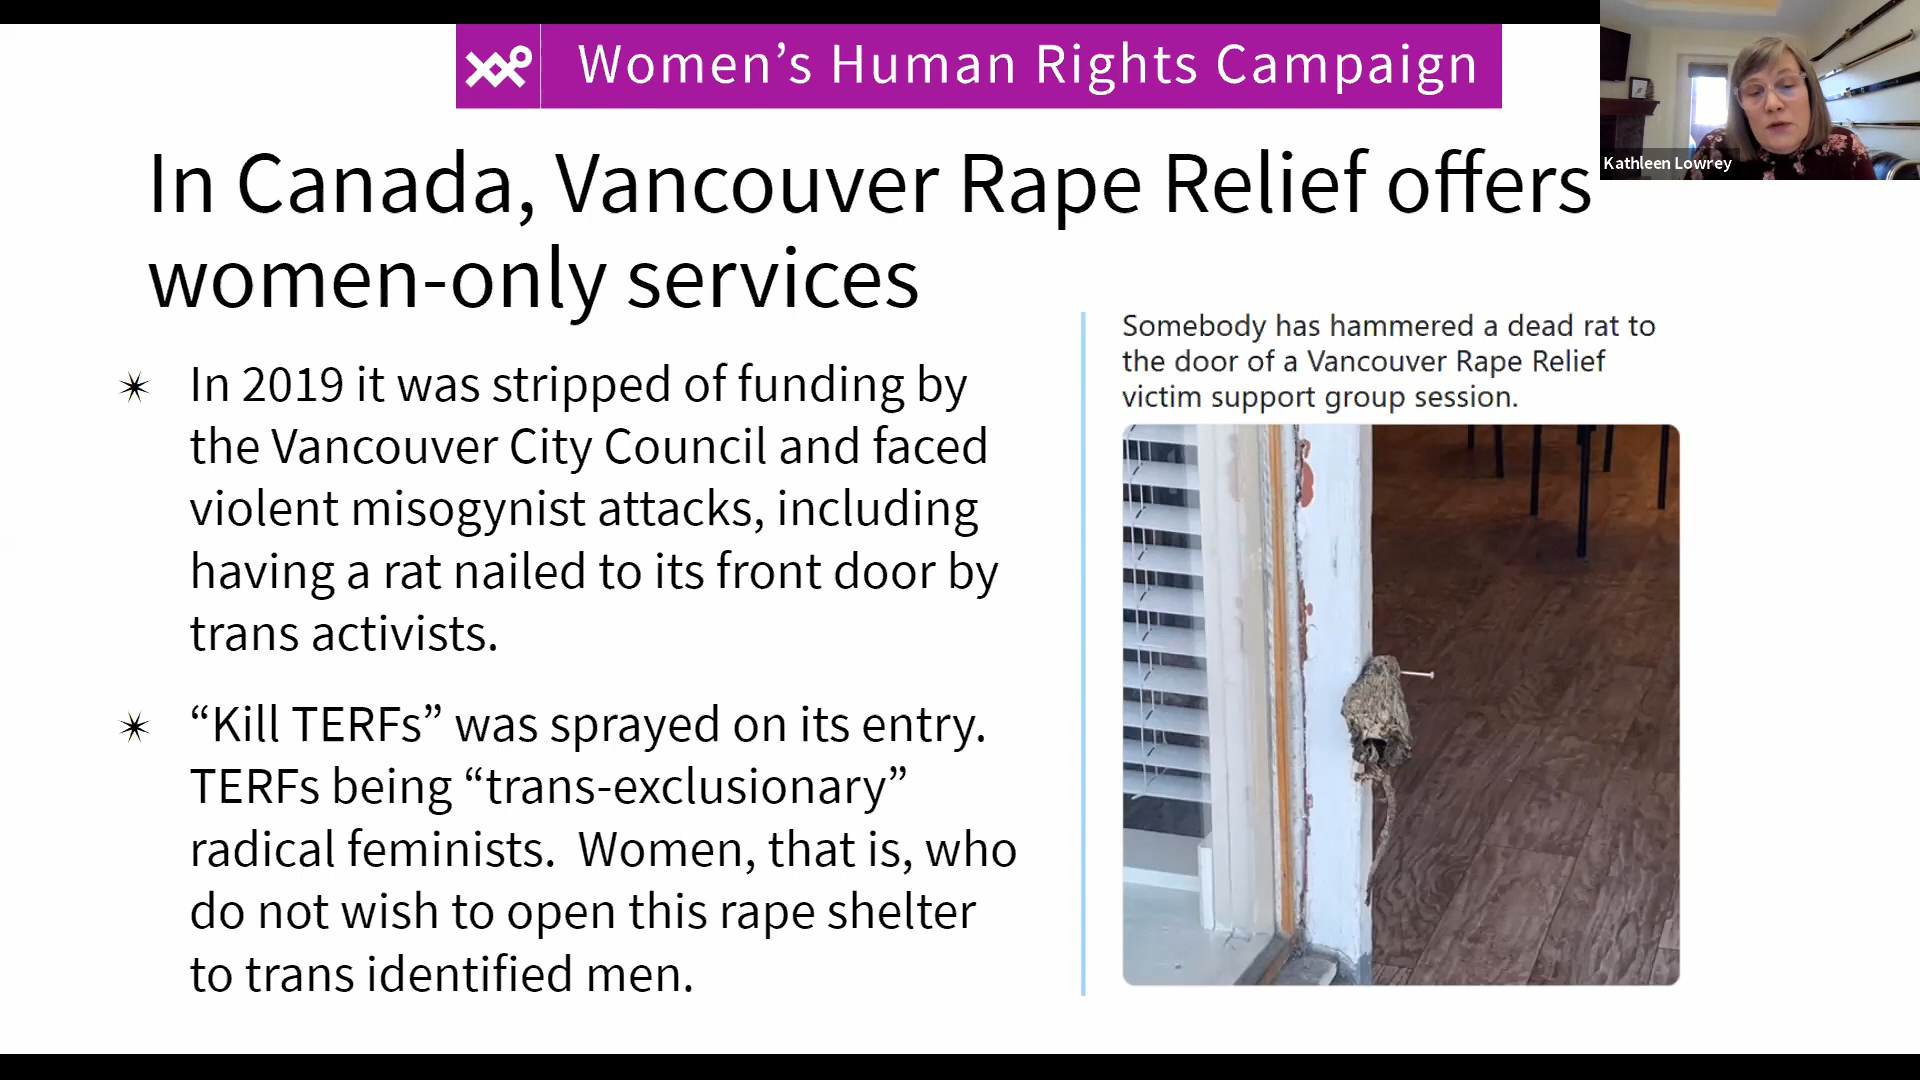 Women’s Human Rights Campaign
Kathleen Lowrey
In Canada, Vancouver Rape Relief offers
women-only services
In 2019 it was stripped of funding by
the Vancouver City Council and faced
violent misogynist attacks, including
having a rat nailed to its front door by
trans activists.
“Kill TERFs” was sprayed on its entry.
TERFs being “trans-exclusionary”
radical feminists.  Women, that is, who
do not wish to open this rape shelter
to trans identified men.
Somebody has hammered a dead rat to
the door of a Vancouver Rape Relief
victim support group session.